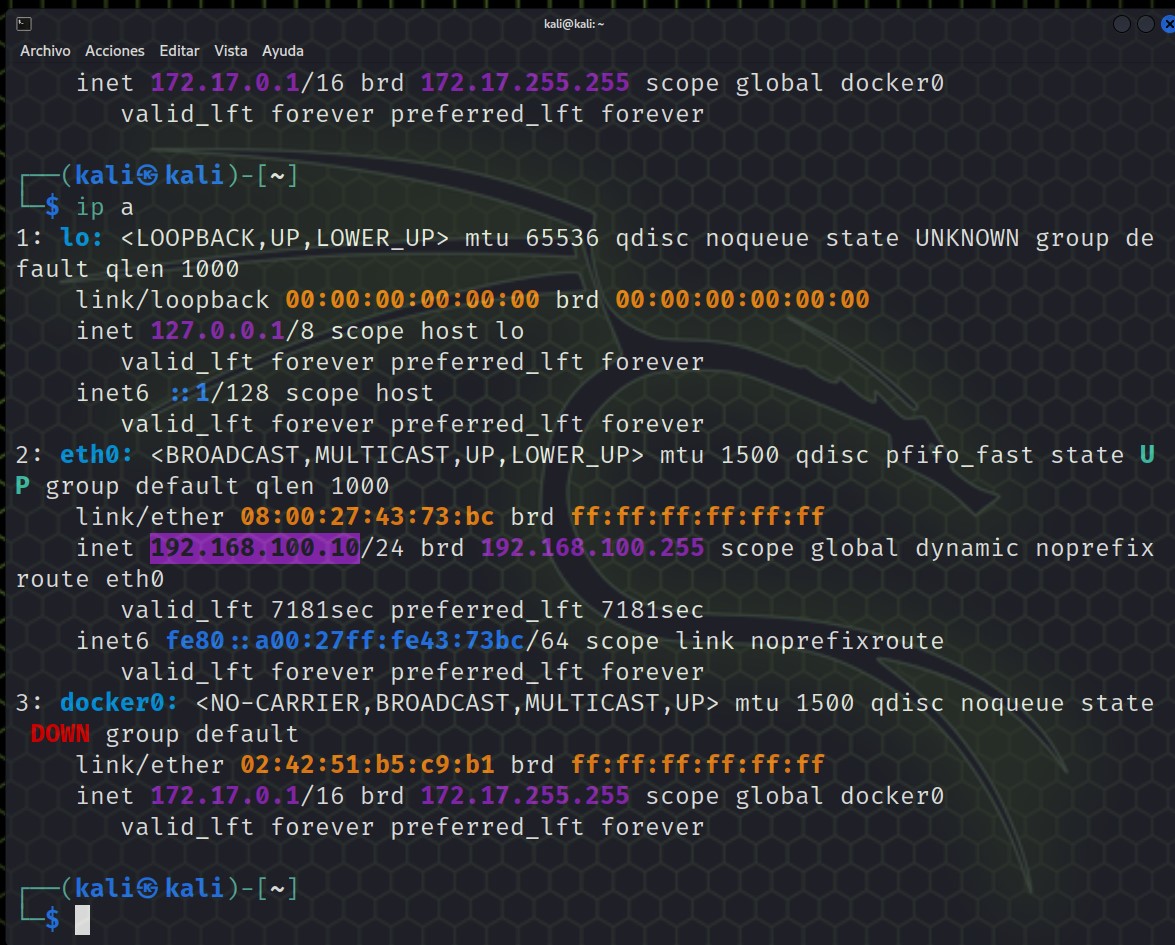 kali@kali: ~
Archivo Acciones Editar Vista Ayuda
    inet 172.17.0.1/16 brd 172.17.255.255 scope global docker0
       valid_lft forever preferred_lft forever
┌──(kali㉿kali)-[~]
└─$ ip a
1: lo: <LOOPBACK,UP,LOWER_UP> mtu 65536 qdisc noqueue state UNKNOWN group de
fault qlen 1000
    link/loopback 00:00:00:00:00:00 brd 00:00:00:00:00:00
    inet 127.0.0.1/8 scope host lo
       valid_lft forever preferred_lft forever
    inet6 ::1/128 scope host
       valid_lft forever preferred_lft forever
2: eth0: <BROADCAST,MULTICAST,UP,LOWER_UP> mtu 1500 qdisc pfifo_fast state U
P group default qlen 1000
    link/ether 08:00:27:43:73:bc brd ff:ff:ff:ff:ff:ff
    inet 192.168.100.10/24 brd 192.168.100.255 scope global dynamic noprefix
route eth0
       valid_lft 7181sec preferred_lft 7181sec
    inet6 fe80::a00:27ff:fe43:73bc/64 scope link noprefixroute
       valid_lft forever preferred_lft forever
3: docker0: <NO-CARRIER,BROADCAST,MULTICAST,UP> mtu 1500 qdisc noqueue state
 DOWN group default
    link/ether 02:42:51:b5:c9:b1 brd ff:ff:ff:ff:ff:ff
    inet 172.17.0.1/16 brd 172.17.255.255 scope global docker0
       valid_lft forever preferred_lft forever
┌──(kali㉿kali)-[~]
└─$